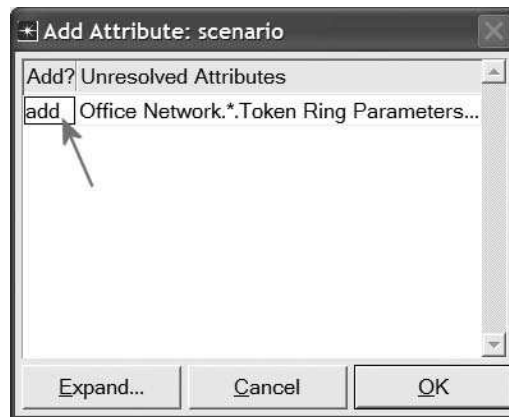 Add Attribute: scenario
Add? Unresolved Attributes
add Office Network.*.Token Ring Parameters...
Expand... Cancel OK